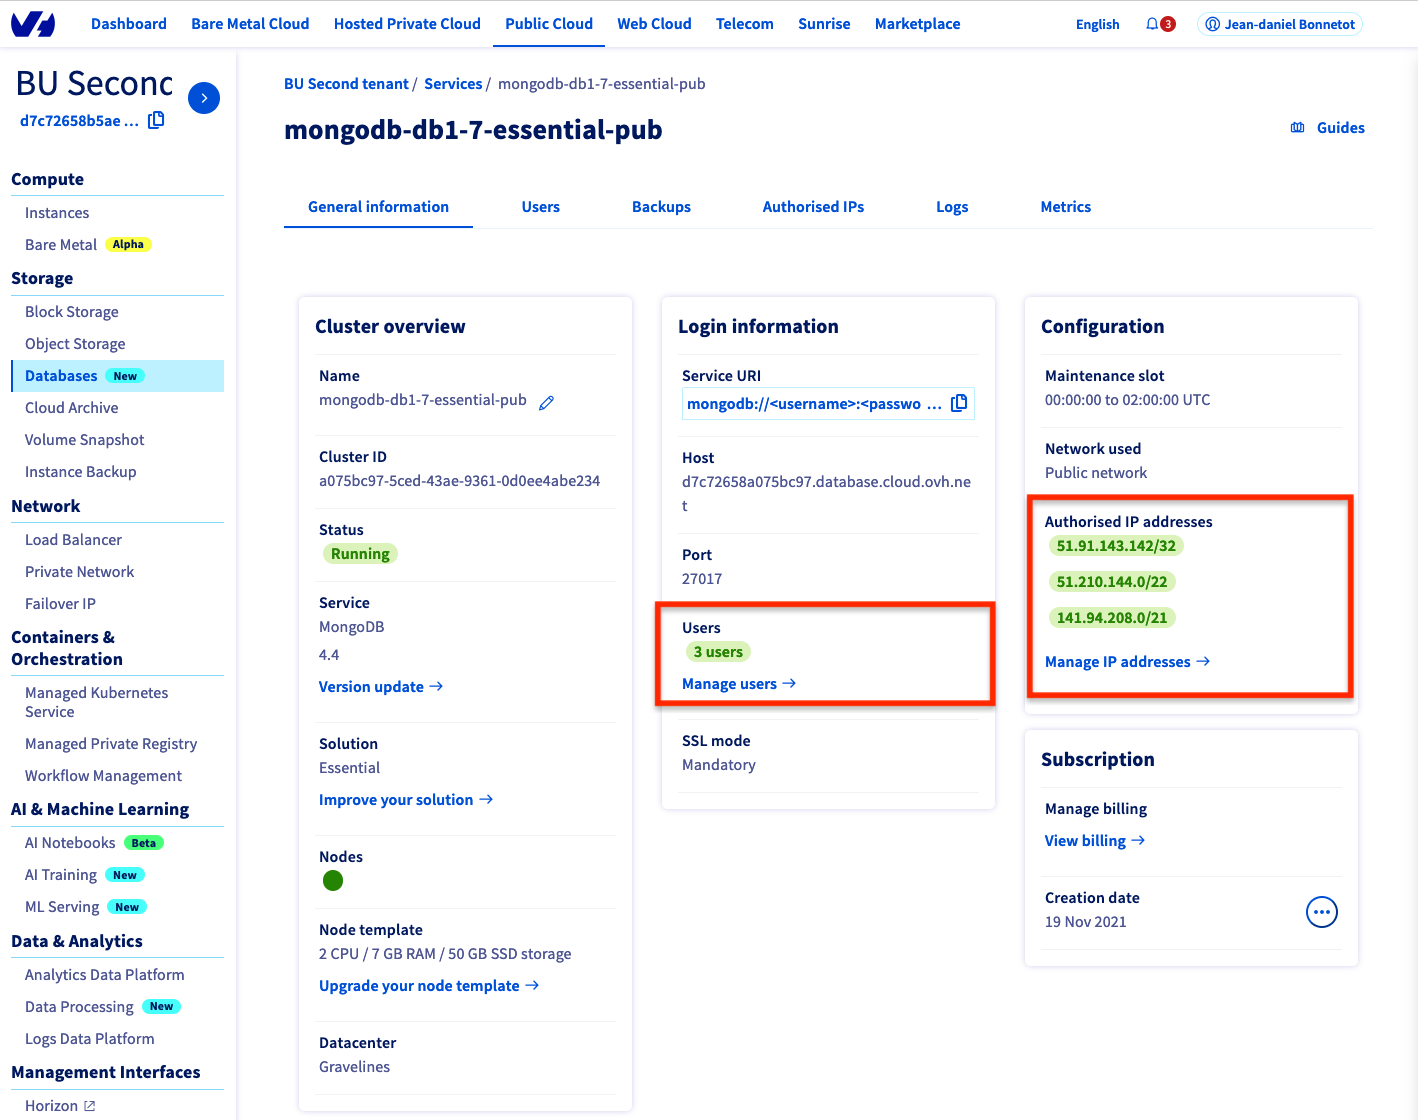 Dashboard Bare Metal Cloud Hosted Private Cloud Public Cloud Web Cloud Telecom Sunrise Marketplace English 3 Jean-daniel Bonnetot
BU Second
d7c72658b5ae ...
Compute
Instances
Bare Metal Alpha
Storage
Block Storage
Object Storage
Databases New
Cloud Archive
Volume Snapshot
Instance Backup
Network
Load Balancer
Private Network
Failover IP
Containers &
Orchestration
Managed Kubernetes
Service
Managed Private Registry
Workflow Management
AI & Machine Learning
AI Notebooks Beta
AI Training New
ML Serving New
Data & Analytics
Analytics Data Platform
Data Processing New
Logs Data Platform
Management Interfaces
Horizon
BU Second tenant / Services / mongodb-db1-7-essential-pub
mongodb-db1-7-essential-pub
Guides
General information Users Backups Authorised IPs Logs Metrics
Cluster overview
Name
mongodb-db1-7-essential-pub
Cluster ID
a075bc97-5ced-43ae-9361-0d0ee4abe234
Status
Running
Service
MongoDB
4.4
Version update →
Solution
Essential
Improve your solution →
Nodes
Node template
2 CPU / 7 GB RAM / 50 GB SSD storage
Upgrade your node template →
Datacenter
Gravelines
Login information
Service URI
mongodb://<username>:<passwo ...
Host
d7c72658a075bc97.database.cloud.ovh.ne
t
Port
27017
Users
3 users
Manage users →
SSL mode
Mandatory
Configuration
Maintenance slot
00:00:00 to 02:00:00 UTC
Network used
Public network
Authorised IP addresses
51.91.143.142/32
51.210.144.0/22
141.94.208.0/21
Manage IP addresses →
Subscription
Manage billing
View billing →
Creation date
19 Nov 2021